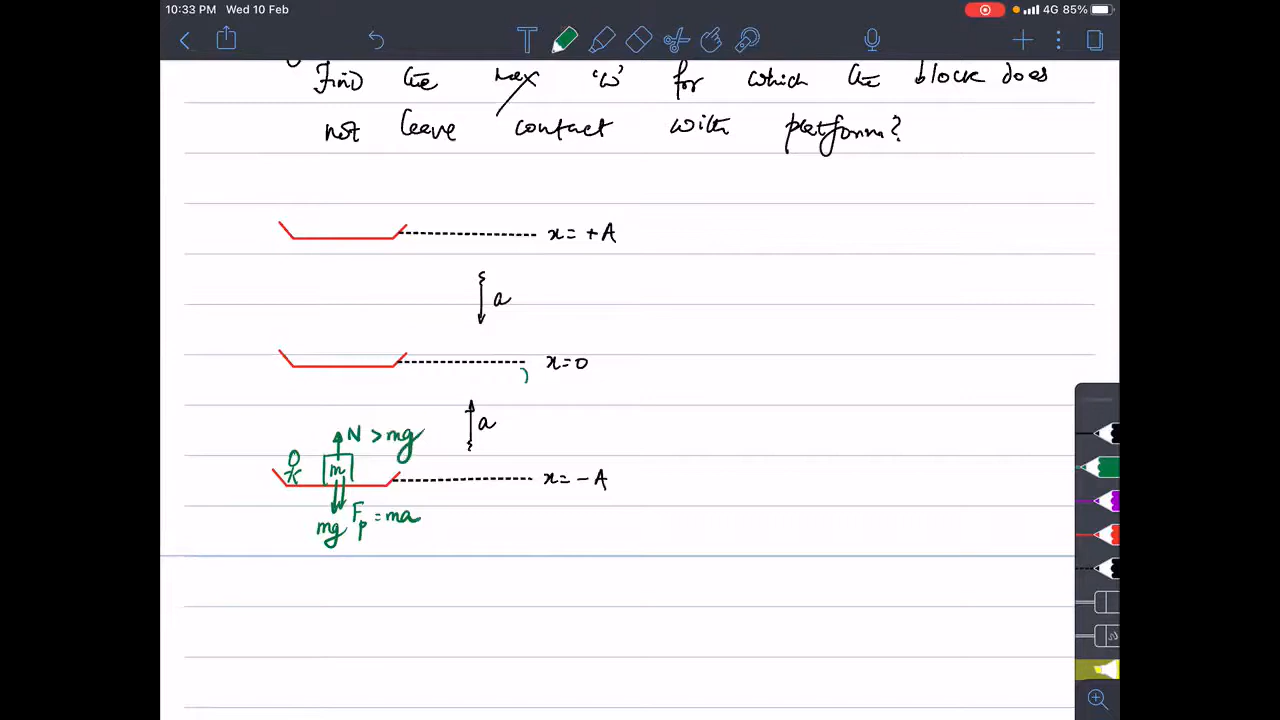 10:33 PM Wed 10 Feb 4G 85%
Find the max 'ω' for which the block does
not leave contact with platform?
x = +A
a
x = 0
a
N > mg
m
x = -A
mg Fp = ma